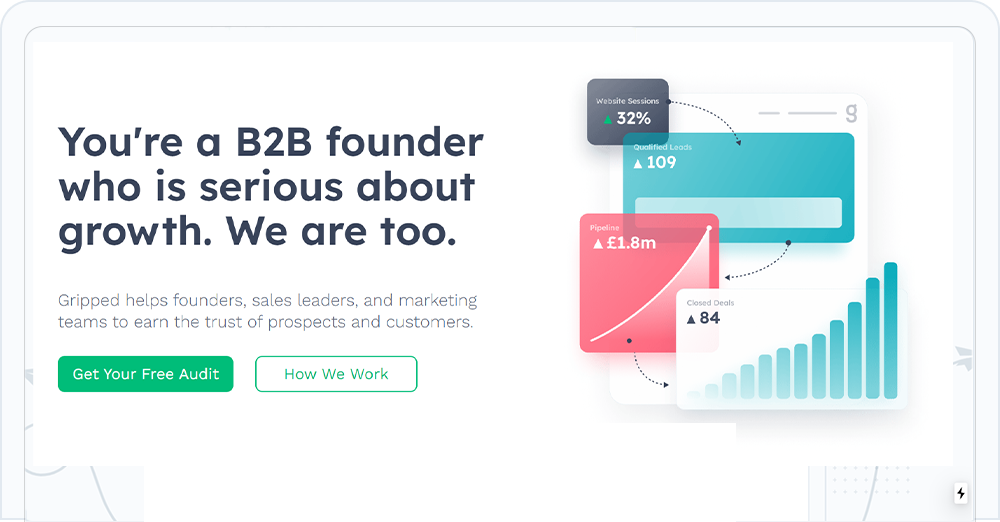 You're a B2B founder
who is serious about
growth. We are too.
Gripped helps founders, sales leaders, and marketing
teams to earn the trust of prospects and customers.
Get Your Free Audit
How We Work
Website Sessions
▲ 32%
g
Qualified Leads
▲ 109
Pipeline
▲ £1.8m
Closed Deals
▲ 84